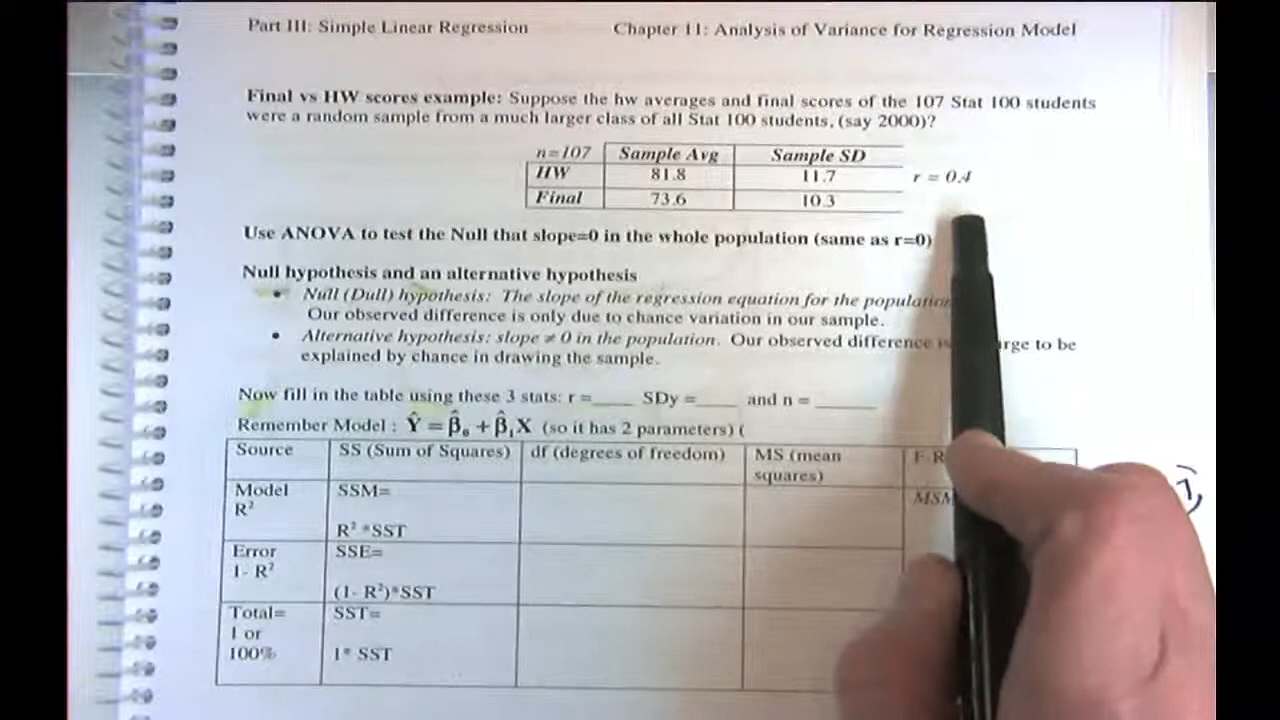 Part III: Simple Linear Regression Chapter 11: Analysis of Variance for Regression Model
Final vs HW scores example: Suppose the hw averages and final scores of the 107 Stat 100 students
were a random sample from a much larger class of all Stat 100 students, (say 2000)?
n=107 Sample Avg Sample SD
HW 81.8 11.7 r = 0.4
Final 73.6 10.3
Use ANOVA to test the Null that slope=0 in the whole population (same as r=0)
Null hypothesis and an alternative hypothesis
• Null (Dull) hypothesis: The slope of the regression equation for the population
Our observed difference is only due to chance variation in our sample.
• Alternative hypothesis: slope ≠ 0 in the population. Our observed difference to be
explained by chance in drawing the sample.
Now fill in the table using these 3 stats: r =____ SDy =____ and n = ______
Remember Model : Ŷ = β̂₀ + β̂₁X (so it has 2 parameters) (
Source SS (Sum of Squares) df (degrees of freedom) MS (mean F-R
squares)
Model SSM= MSM
R²
R² *SST
Error SSE=
1- R²
(1- R²)*SST
Total= SST=
1 or
100% 1* SST